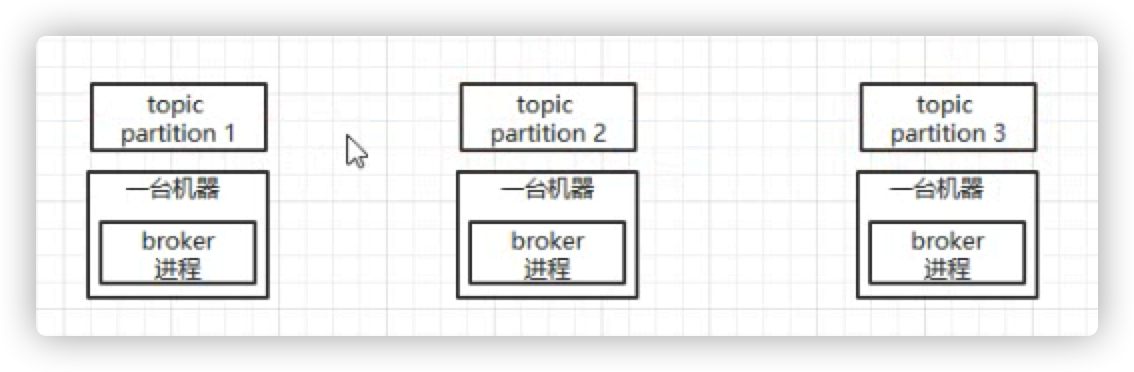 topic
partition 1
topic
partition 2
topic
partition 3
一台机器
一台机器
一台机器
broker
进程
broker
进程
broker
进程